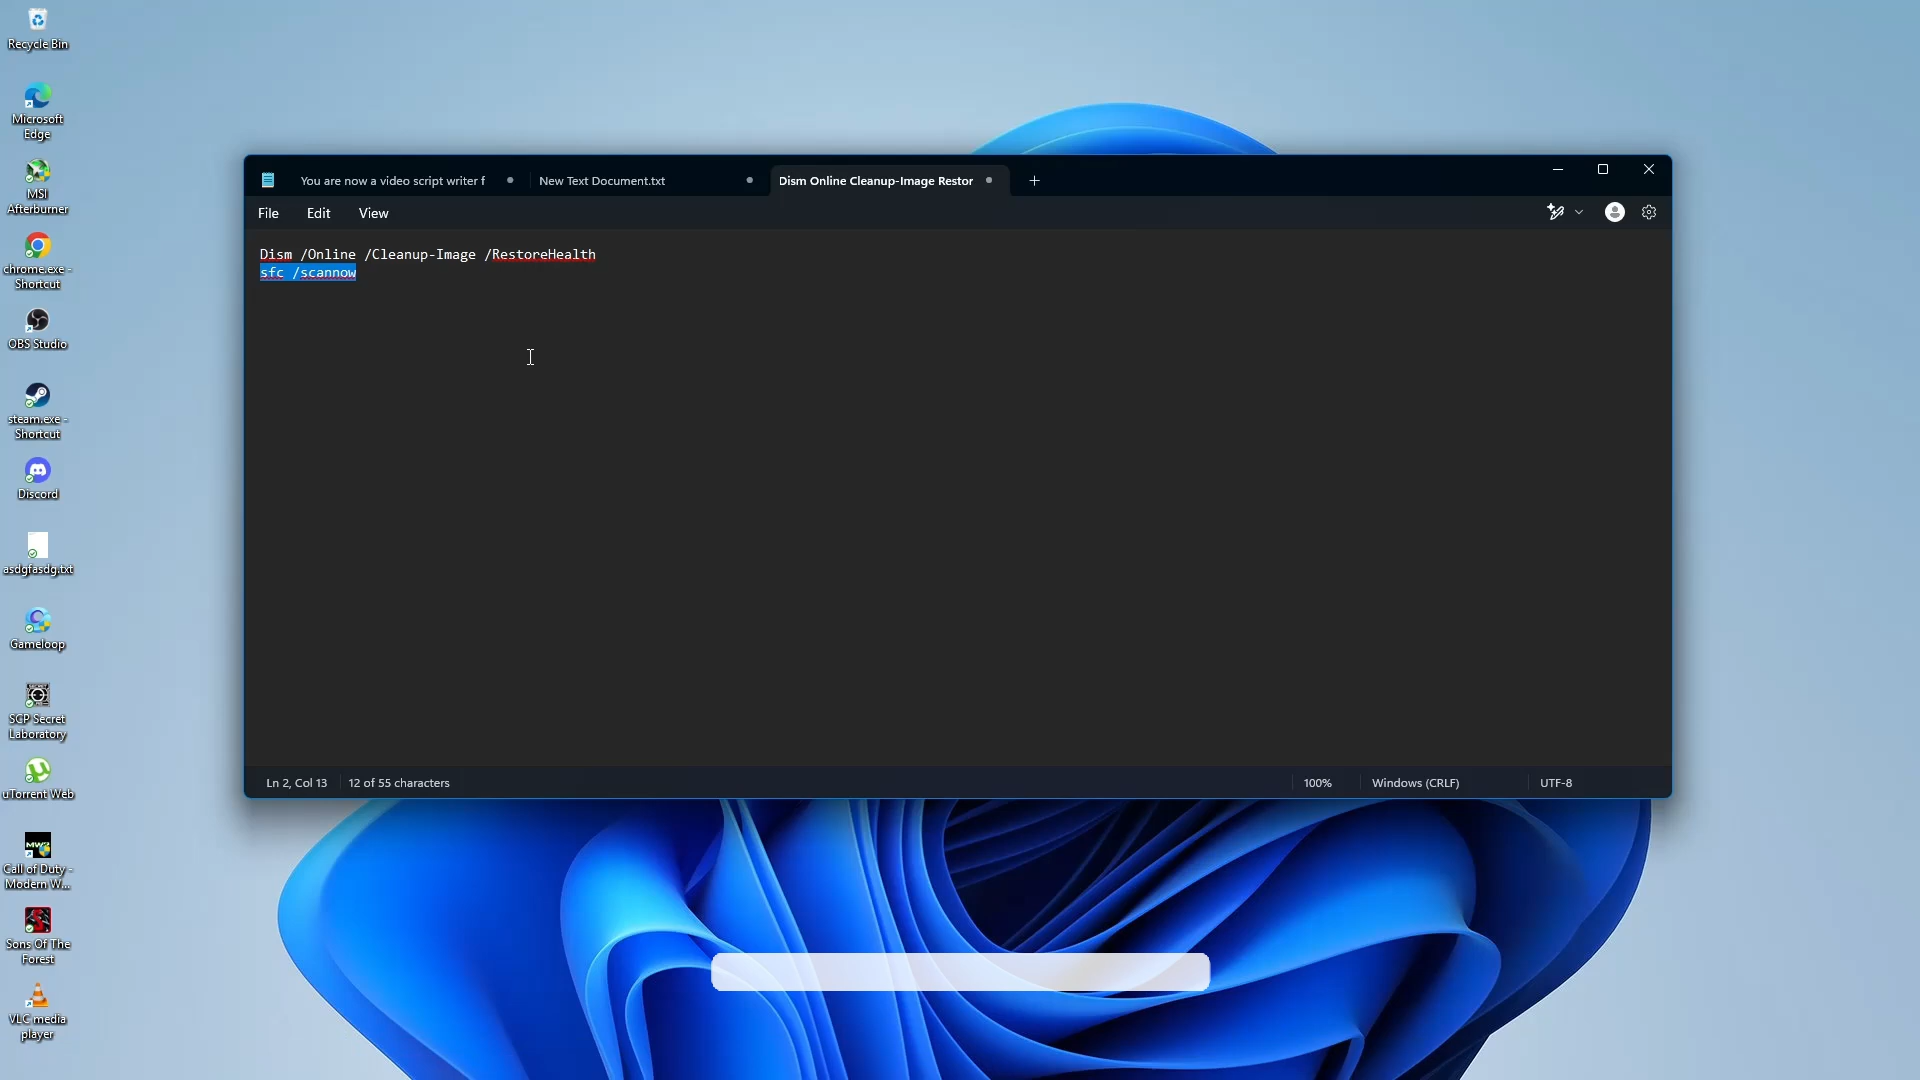 Recycle Bin
Microsoft
Edge
MSI
Afterburner
chrome.exe -
Shortcut
OBS Studio
steam.exe -
Shortcut
Discord
asdgfasdg.txt
Gameloop
SCP Secret
Laboratory
uTorrent Web
Call of Duty -
Modern W...
Sons Of The
Forest
VLC media
player
You are now a video script writer f
New Text Document.txt
Dism Online Cleanup-Image Restor
File Edit View
Dism /Online /Cleanup-Image /RestoreHealth
sfc /scannow
Ln 2, Col 13
12 of 55 characters
100%
Windows (CRLF)
UTF-8